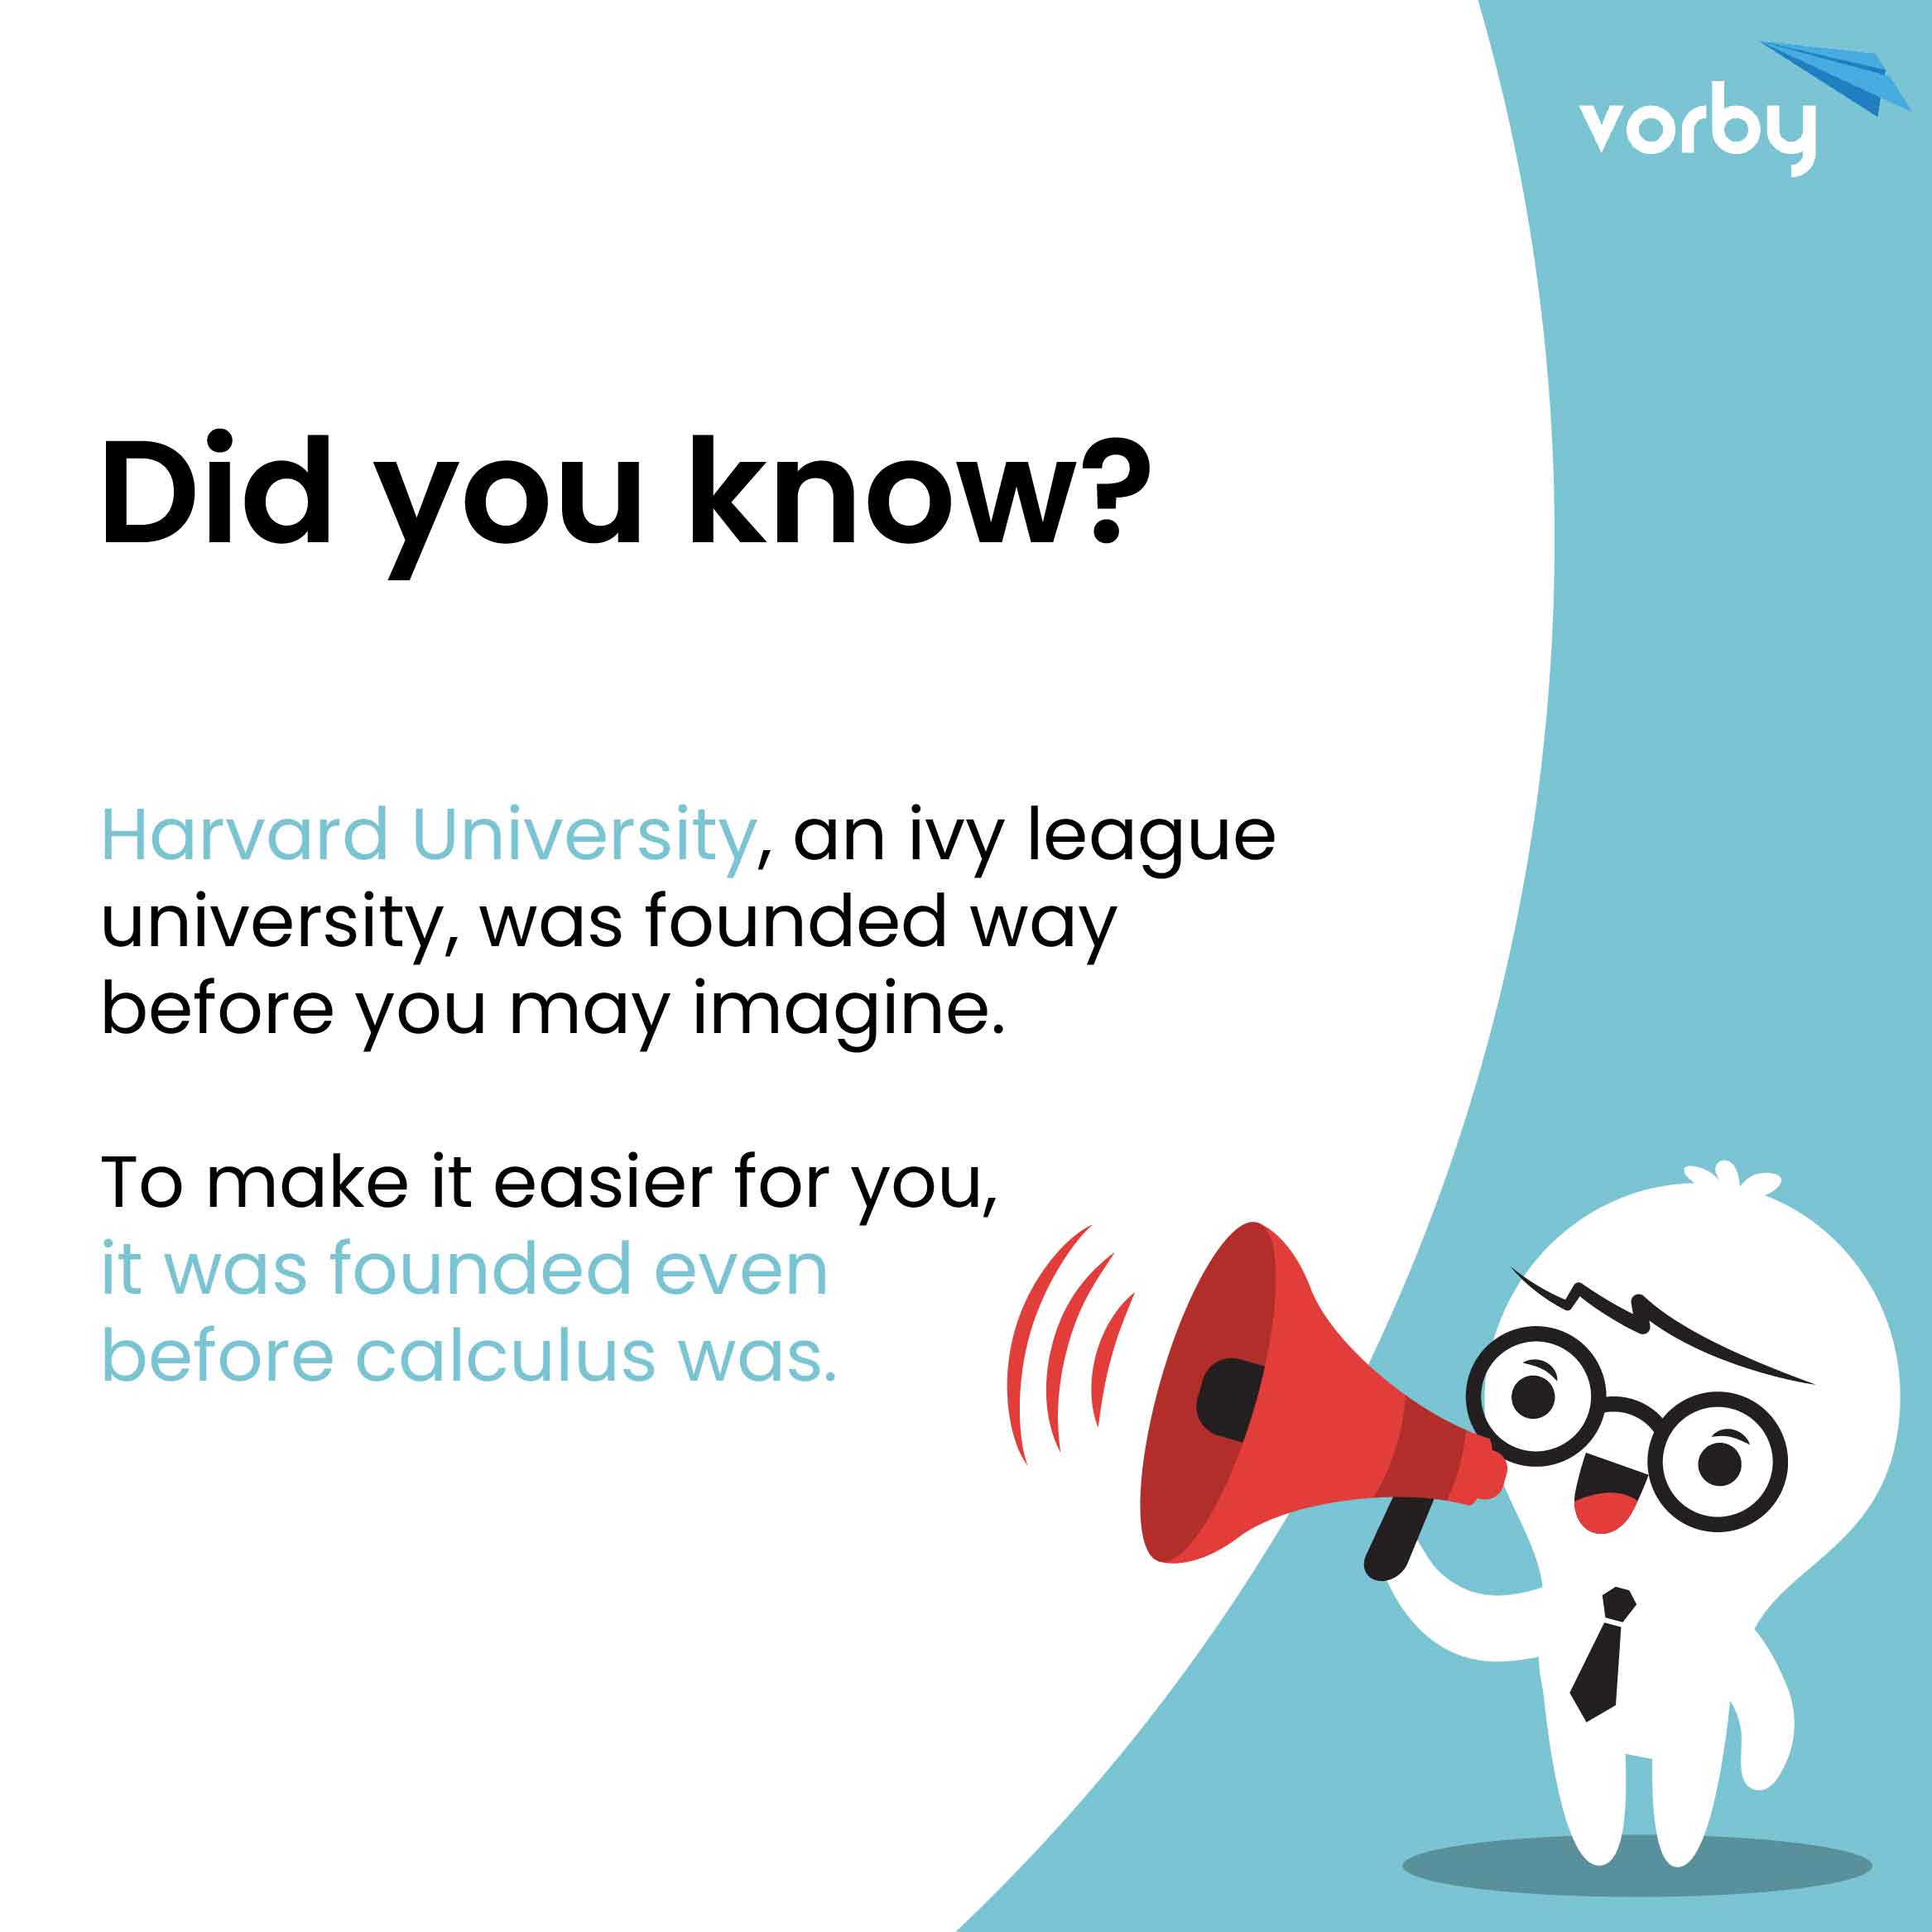 vorby
Did you know?
Harvard University, an ivy league
university, was founded way
before you may imagine.
To make it easier for you,
it was founded even
before calculus was.